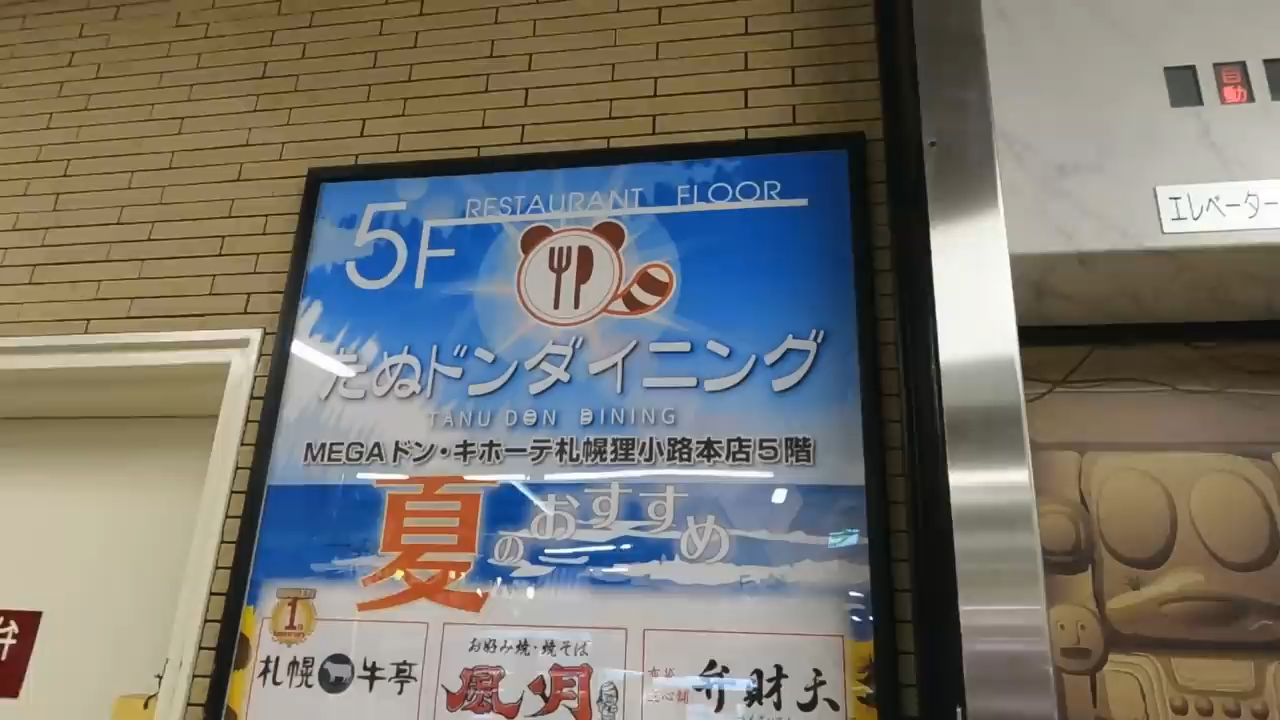 5F RESTAURANT FLOOR
たぬドンダイニング
TANU DON DINING
MEGAドン・キホーテ札幌狸小路本店5階
夏のおすすめ
1
札幌牛亭
お好み焼・焼そば
風月
弁財天
自動
エレベーター
弁